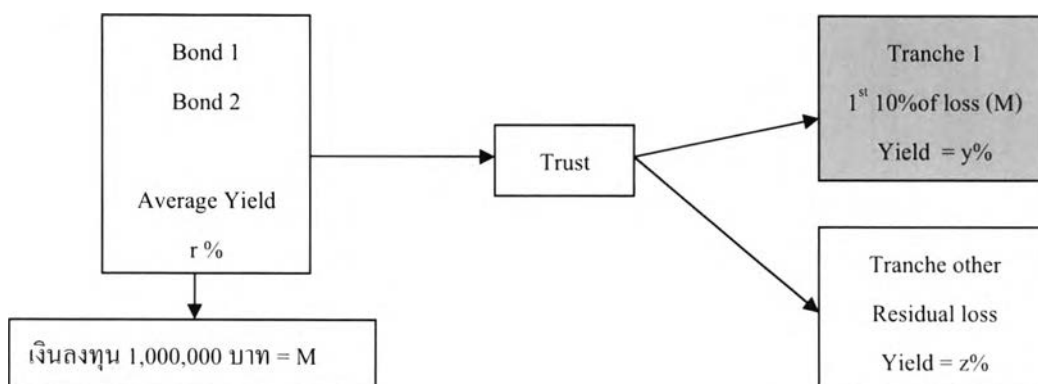 Bond 1
Bond 2
Average Yield
r %
เงินลงทุน 1,000,000 บาท = M
Trust
Tranche 1
1st 10%of loss (M)
Yield = y%
Tranche other
Residual loss
Yield = z%